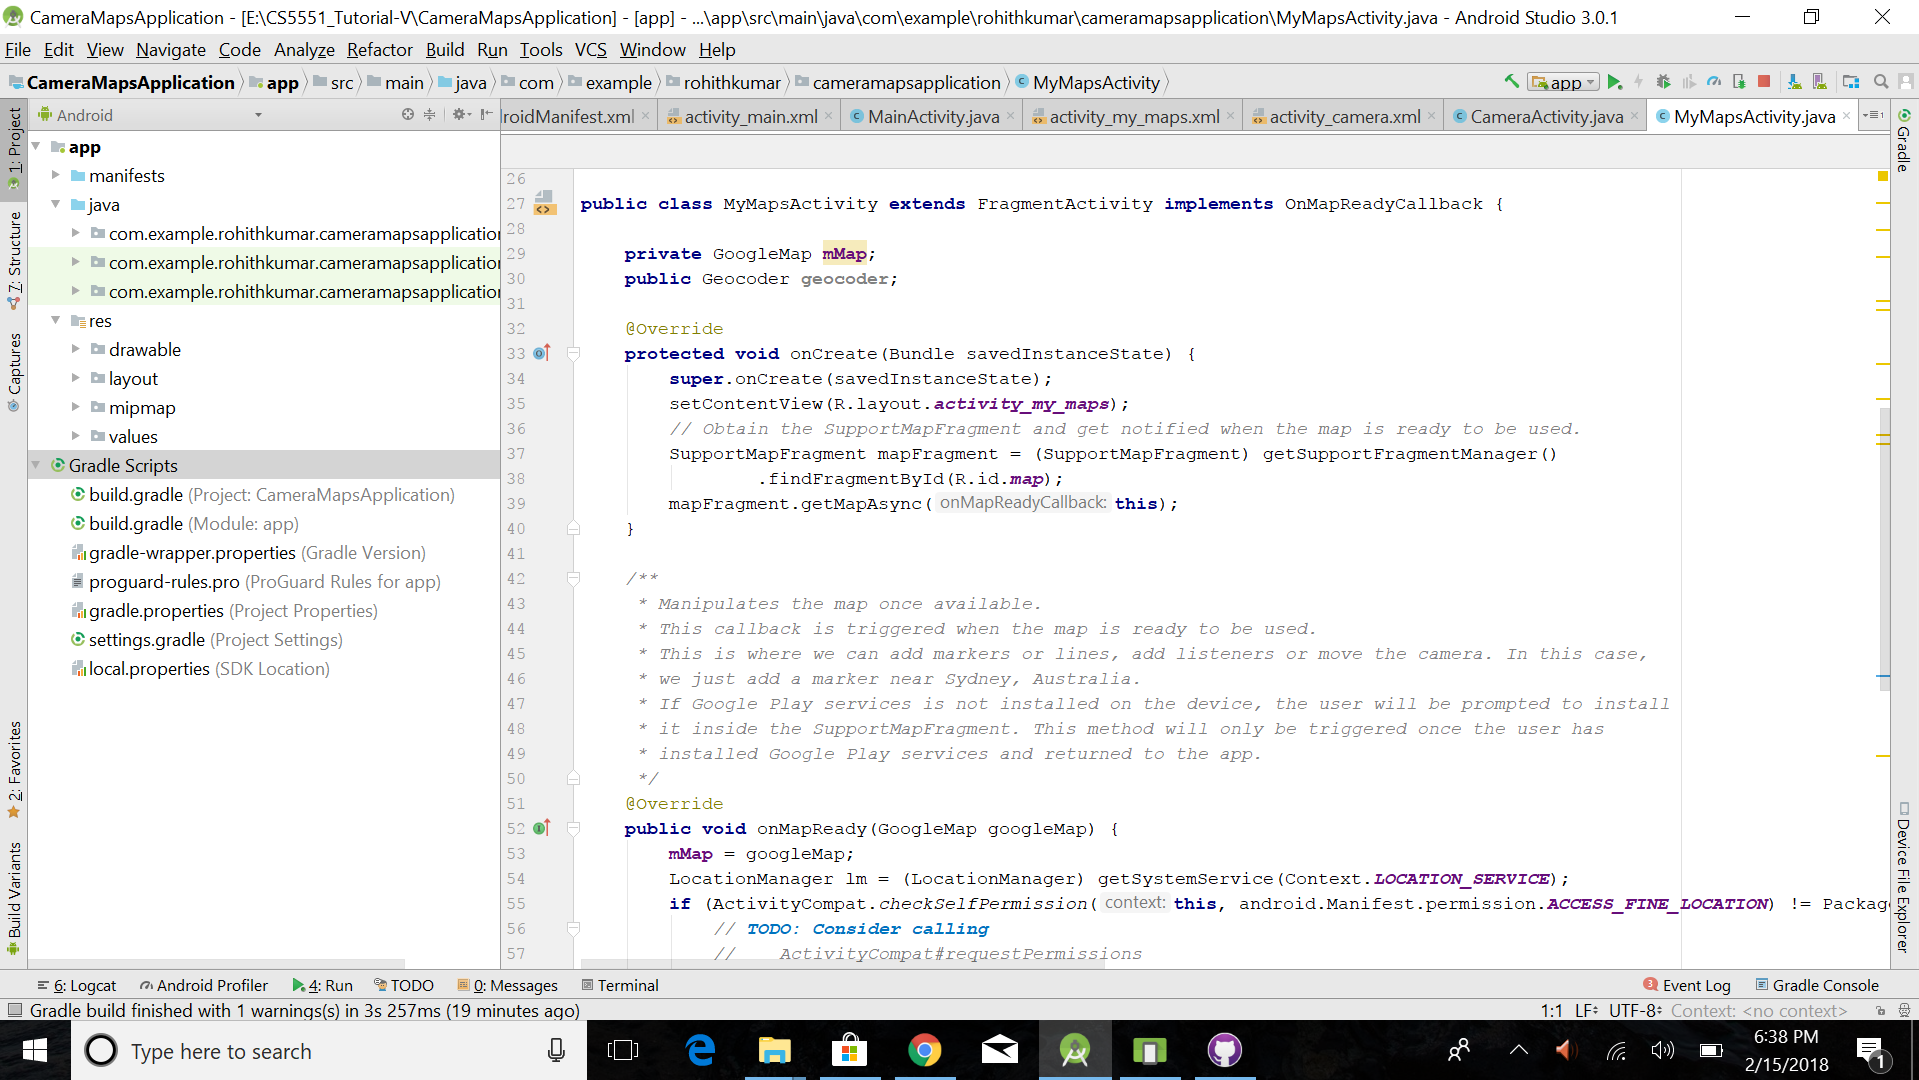 CameraMapsApplication - [E:\CS5551_Tutorial-V\CameraMapsApplication] - [app] - ...\app\src\main\java\com\example\rohithkumar\cameramapsapplication\MyMapsActivity.java - Android Studio 3.0.1
File Edit View Navigate Code Analyze Refactor Build Run Tools VCS Window Help
CameraMapsApplication app src main java com example rohithkumar cameramapsapplication MyMapsActivity
app
Android
roidManifest.xml activity_main.xml MainActivity.java activity_my_maps.xml activity_camera.xml CameraActivity.java MyMapsActivity.java
1: Project
7: Structure
Captures
2: Favorites
Build Variants
app
manifests
java
com.example.rohithkumar.cameramapsapplication
com.example.rohithkumar.cameramapsapplication
com.example.rohithkumar.cameramapsapplication
res
drawable
layout
mipmap
values
Gradle Scripts
build.gradle (Project: CameraMapsApplication)
build.gradle (Module: app)
gradle-wrapper.properties (Gradle Version)
proguard-rules.pro (ProGuard Rules for app)
gradle.properties (Project Properties)
settings.gradle (Project Settings)
local.properties (SDK Location)
26
27 public class MyMapsActivity extends FragmentActivity implements OnMapReadyCallback {
28
29 private GoogleMap mMap;
30 public Geocoder geocoder;
31
32 @Override
33 protected void onCreate(Bundle savedInstanceState) {
34 super.onCreate(savedInstanceState);
35 setContentView(R.layout.activity_my_maps);
36 // Obtain the SupportMapFragment and get notified when the map is ready to be used.
37 SupportMapFragment mapFragment = (SupportMapFragment) getSupportFragmentManager()
38 .findFragmentById(R.id.map);
39 mapFragment.getMapAsync( onMapReadyCallback: this);
40 }
41
42 /**
43 * Manipulates the map once available.
44 * This callback is triggered when the map is ready to be used.
45 * This is where we can add markers or lines, add listeners or move the camera. In this case,
46 * we just add a marker near Sydney, Australia.
47 * If Google Play services is not installed on the device, the user will be prompted to install
48 * it inside the SupportMapFragment. This method will only be triggered once the user has
49 * installed Google Play services and returned to the app.
50 */
51 @Override
52 public void onMapReady(GoogleMap googleMap) {
53 mMap = googleMap;
54 LocationManager lm = (LocationManager) getSystemService(Context.LOCATION_SERVICE);
55 if (ActivityCompat.checkSelfPermission( context: this, android.Manifest.permission.ACCESS_FINE_LOCATION) != Package
56 // TODO: Consider calling
57 // ActivityCompat#requestPermissions
Gradle
Device File Explorer
6: Logcat Android Profiler 4: Run TODO 0: Messages Terminal 3 Event Log Gradle Console
Gradle build finished with 1 warnings(s) in 3s 257ms (19 minutes ago) 1:1 LF UTF-8 Context: <no context>
Type here to search
6:38 PM
2/15/2018
1